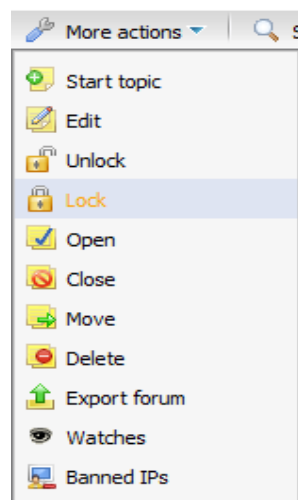 More actions
Start topic
Edit
Unlock
Lock
Open
Close
Move
Delete
Export forum
Watches
Banned IPs